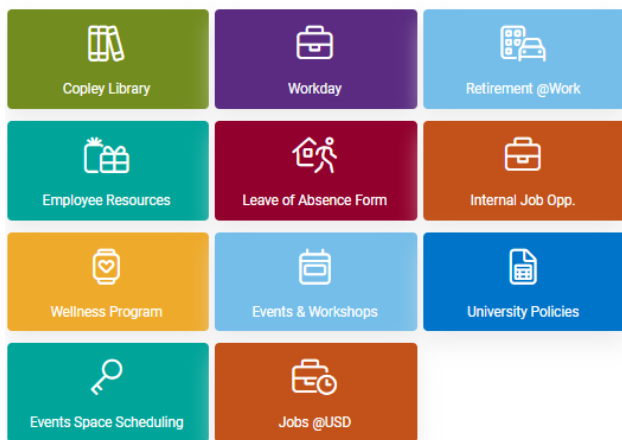 Copley Library
Workday
Retirement @Work
Employee Resources
Leave of Absence Form
Internal Job Opp.
Wellness Program
Events & Workshops
University Policies
Events Space Scheduling
Jobs @USD